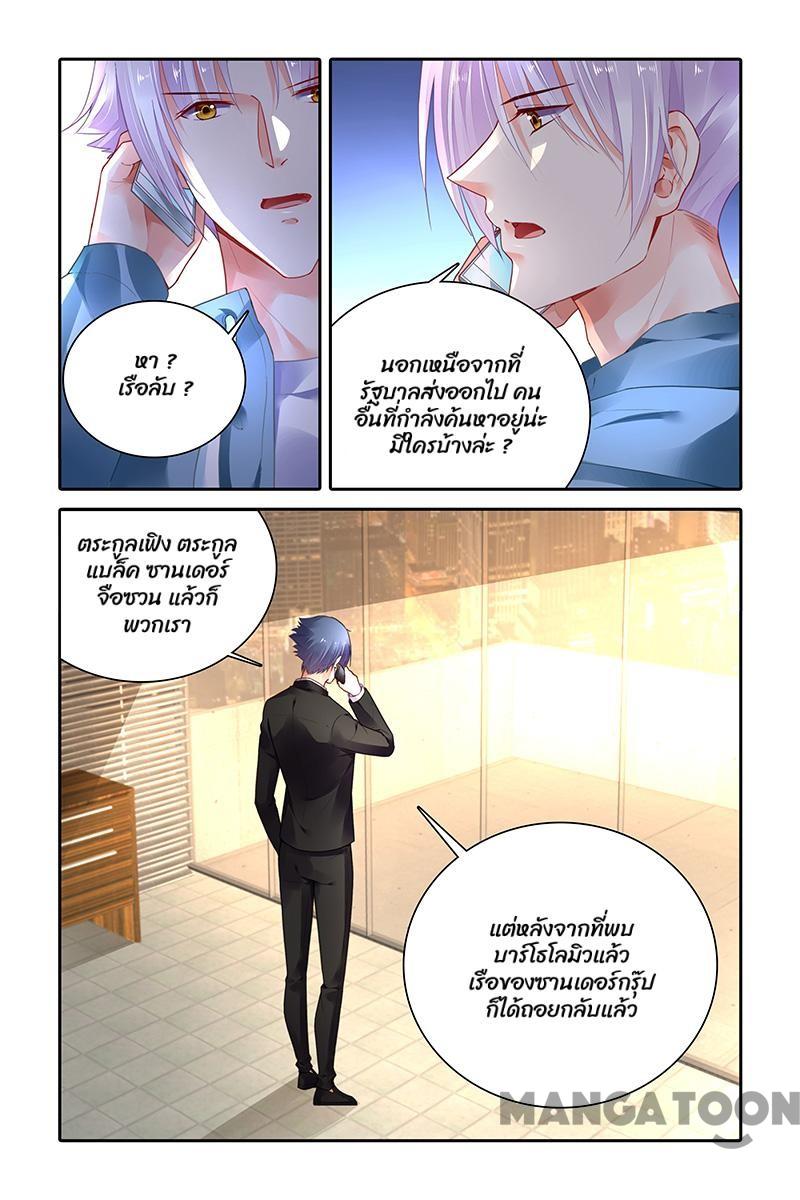 หา ?
เรือลับ ?
นอกเหนือจากที่
รัฐบาลส่งออกไป คน
อื่นที่กำลังค้นหาอยู่น่ะ
มีใครบ้างล่ะ ?
ตระกูลเฟิง ตระกูล
แบล็ค ซานเดอร์
จือซวน แล้วก็
พวกเรา
แต่หลังจากที่พบ
บาร์โธโลมิวแล้ว
เรือของซานเดอร์กรุ๊ป
ก็ได้ถอยกลับแล้ว
MANGATOON